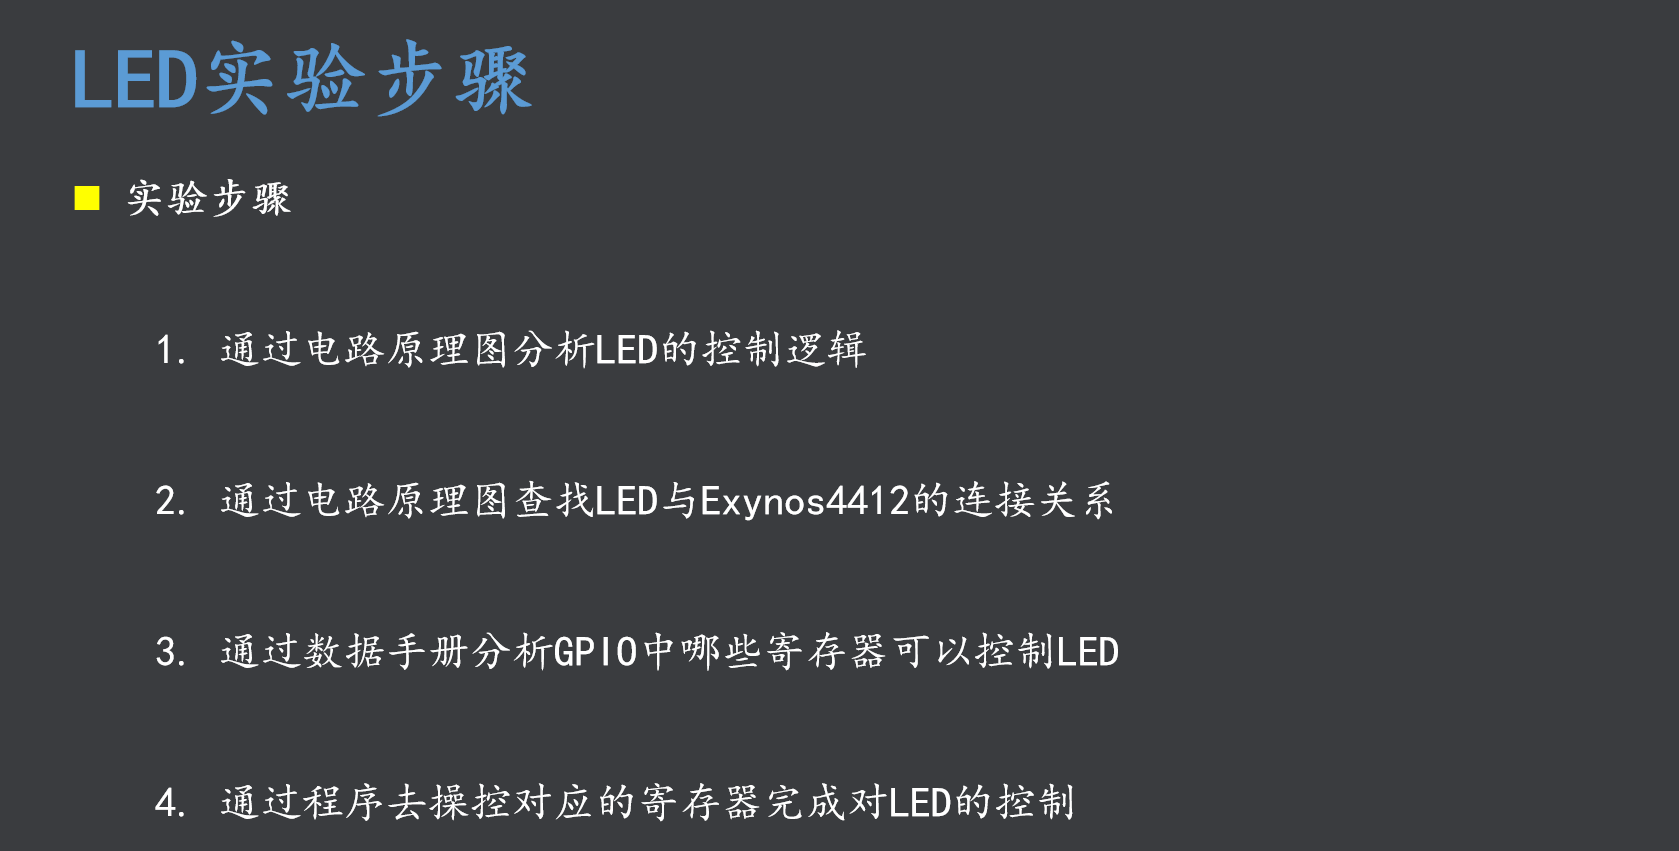 LED实验步骤
实验步骤
1. 通过电路原理图分析LED的控制逻辑
2. 通过电路原理图查找LED与Exynos4412的连接关系
3. 通过数据手册分析GPIO中哪些寄存器可以控制LED
4. 通过程序去操控对应的寄存器完成对LED的控制